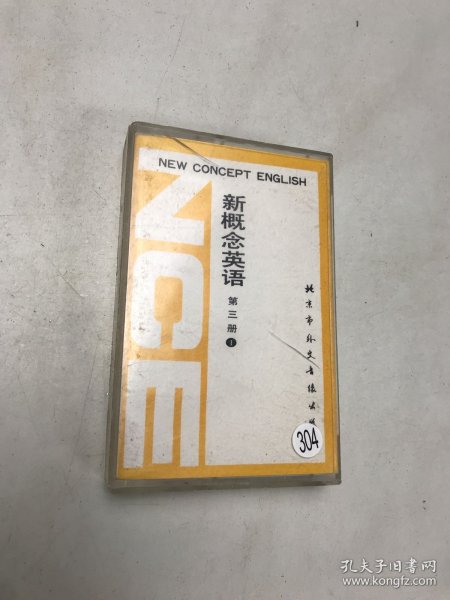 NEW CONCEPT ENGLISH
NCE
新概念英语
第三册
1
北京市外文音像出版
304
孔夫子旧书网
www.kongfz.com